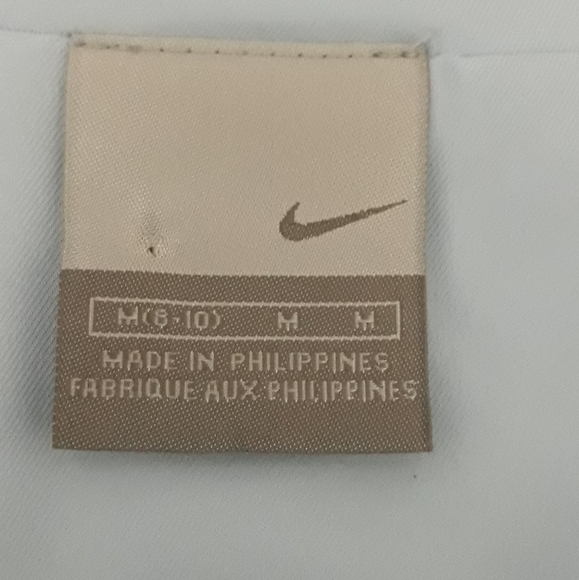 M(8-10) M M
MADE IN PHILIPPINES
FABRIQUE AUX PHILIPPINES